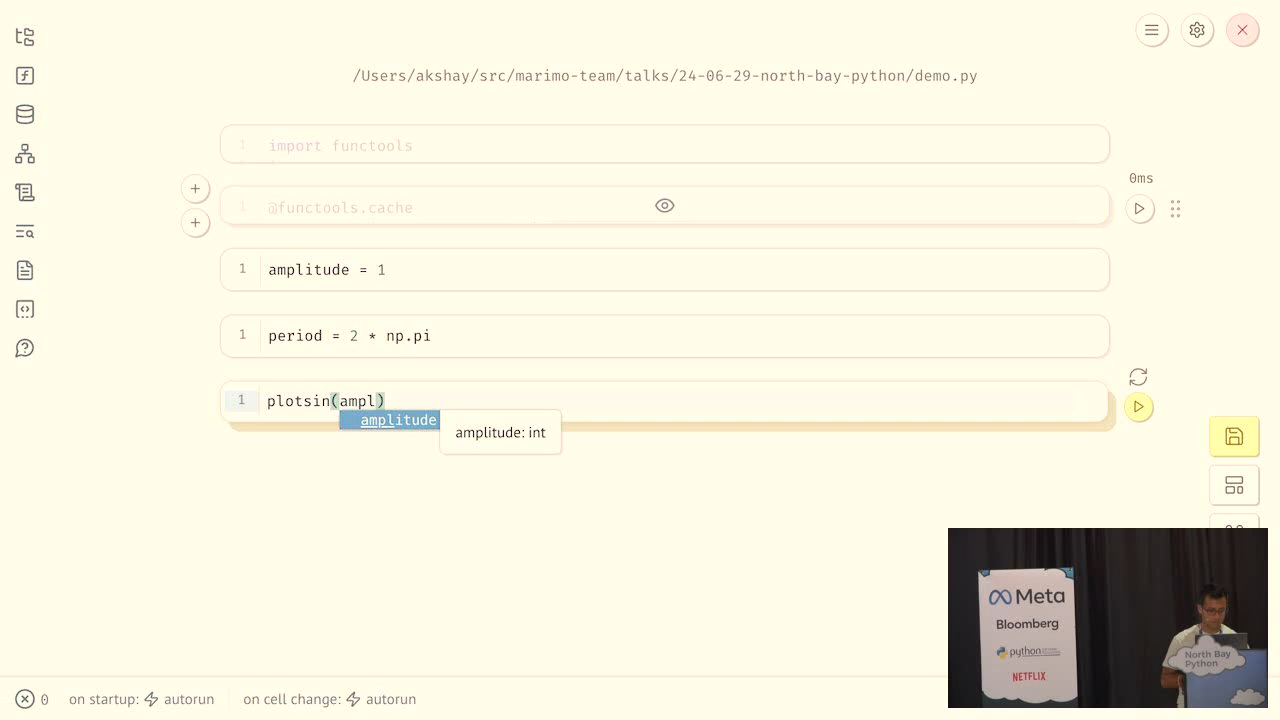 /Users/akshay/src/marimo-team/talks/24-06-29-north-bay-python/demo.py
1 import functools
0ms
1 @functools.cache
1 amplitude = 1
1 period = 2 * np.pi
1 plotsin(ampl)
amplitude
amplitude: int
Meta
Bloomberg
python
NETFLIX
North Bay
Python
0 on startup: autorun on cell change: autorun